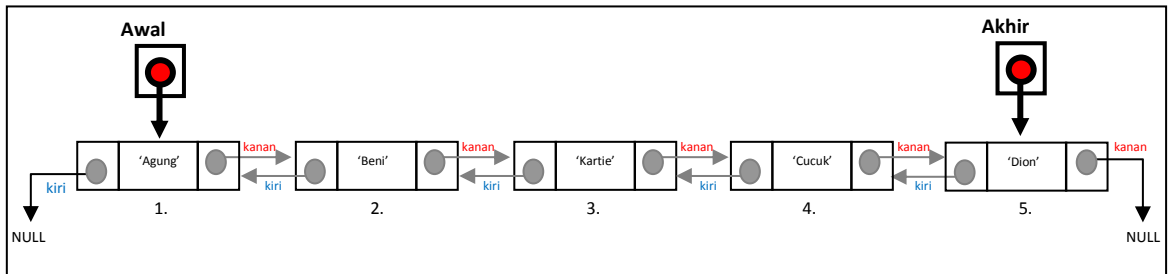 Awal
Akhir
‘Agung’ kanan ‘Beni’ kanan ‘Kartie’ kanan ‘Cucuk’ kanan ‘Dion’ kanan
kiri kiri kiri kiri kiri
1. 2. 3. 4. 5.
NULL NULL